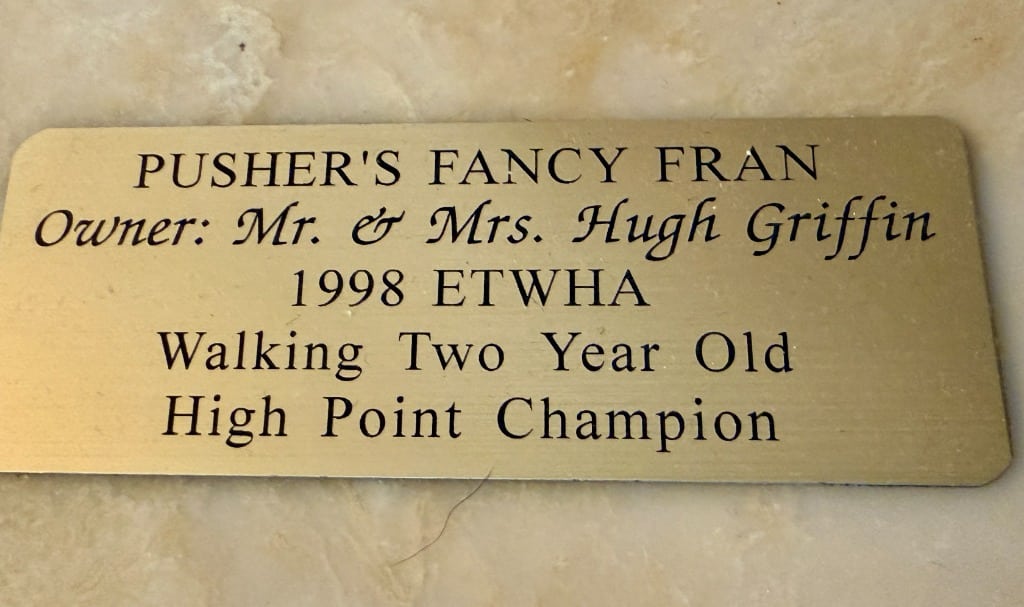 PUSHER'S FANCY FRAN
Owner: Mr. & Mrs. Hugh Griffin
1998 ETWHA
Walking Two Year Old
High Point Champion